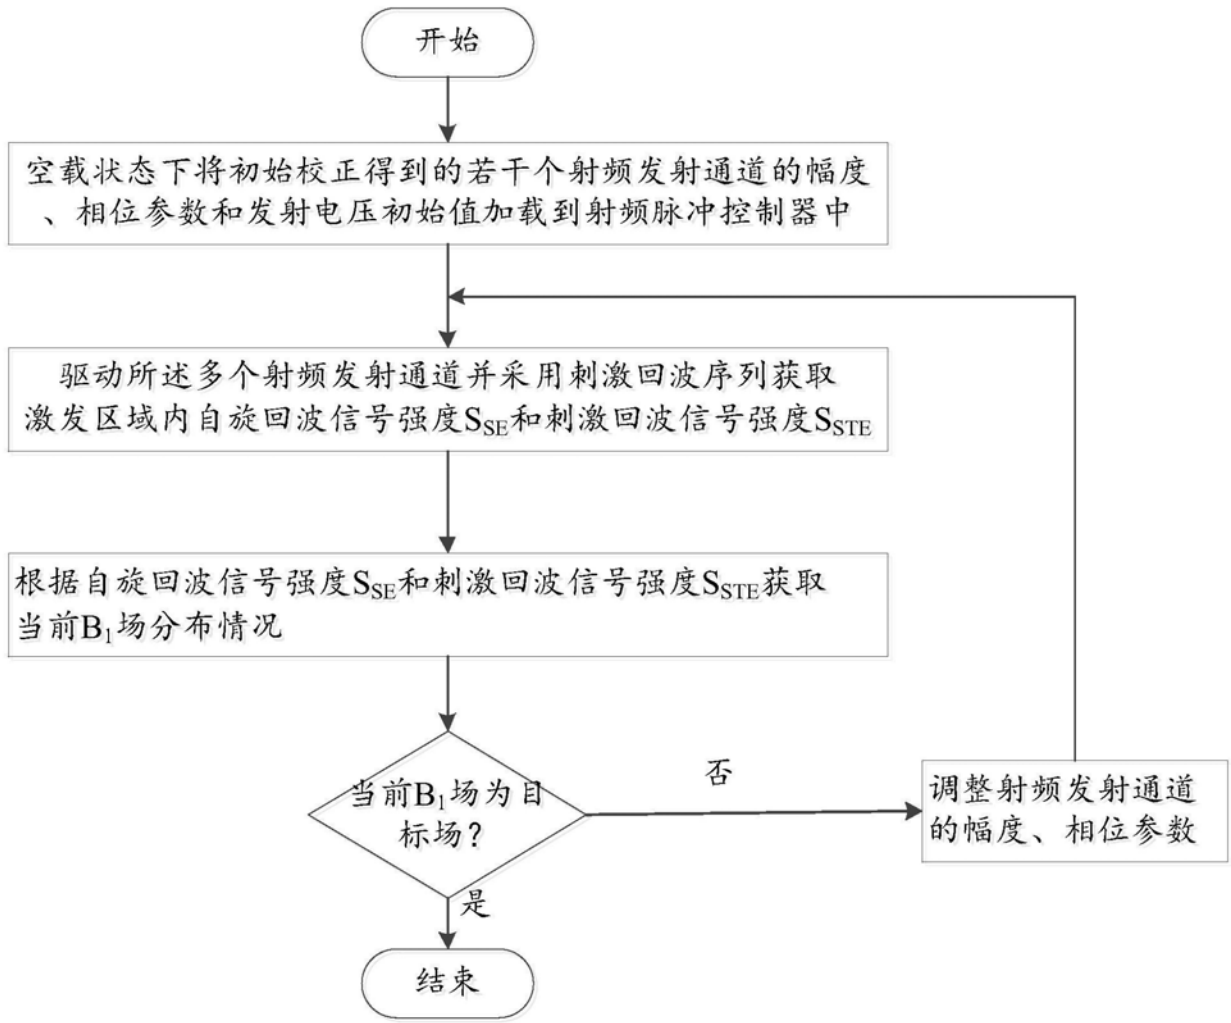 开始
空载状态下将初始校正得到的若干个射频发射通道的幅度
、相位参数和发射电压初始值加载到射频脉冲控制器中
驱动所述多个射频发射通道并采用刺激回波序列获取
激发区域内自旋回波信号强度S_SE和刺激回波信号强度S_STE
根据自旋回波信号强度S_SE和刺激回波信号强度S_STE获取
当前B₁场分布情况
当前B₁场为目
标场？
否
调整射频发射通道
的幅度、相位参数
是
结束